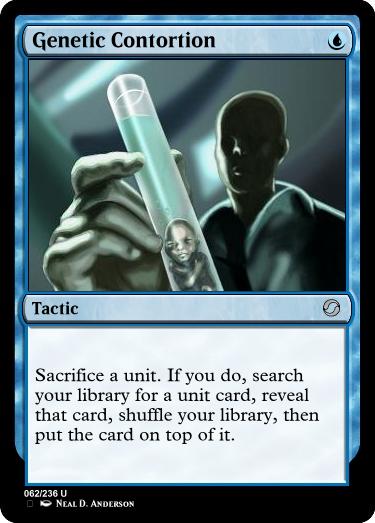 Genetic Contortion
Tactic
Sacrifice a unit. If you do, search
your library for a unit card, reveal
that card, shuffle your library, then
put the card on top of it.
062/236 U
Neal D. Anderson